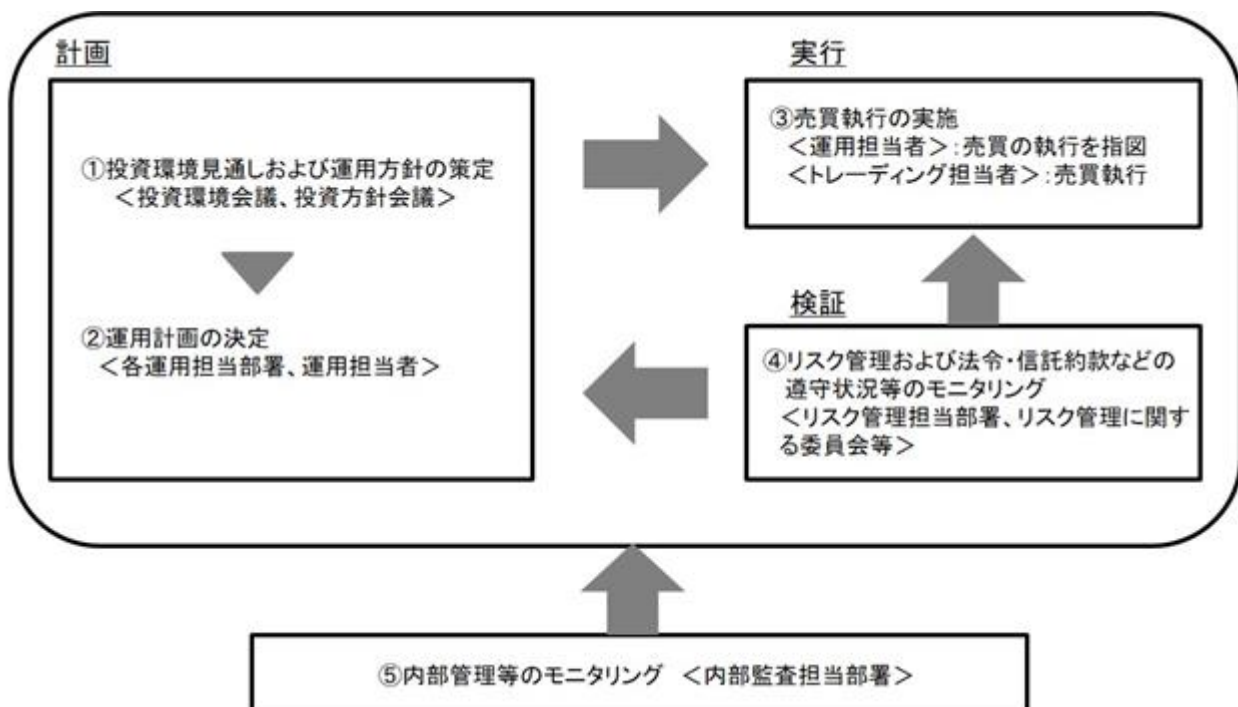 計画
①投資環境見通しおよび運用方針の策定
＜投資環境会議、投資方針会議＞
②運用計画の決定
＜各運用担当部署、運用担当者＞
実行
③売買執行の実施
＜運用担当者＞：売買の執行を指図
＜トレーディング担当者＞：売買執行
検証
④リスク管理および法令・信託約款などの
遵守状況等のモニタリング
＜リスク管理担当部署、リスク管理に関す
る委員会等＞
⑤内部管理等のモニタリング ＜内部監査担当部署＞